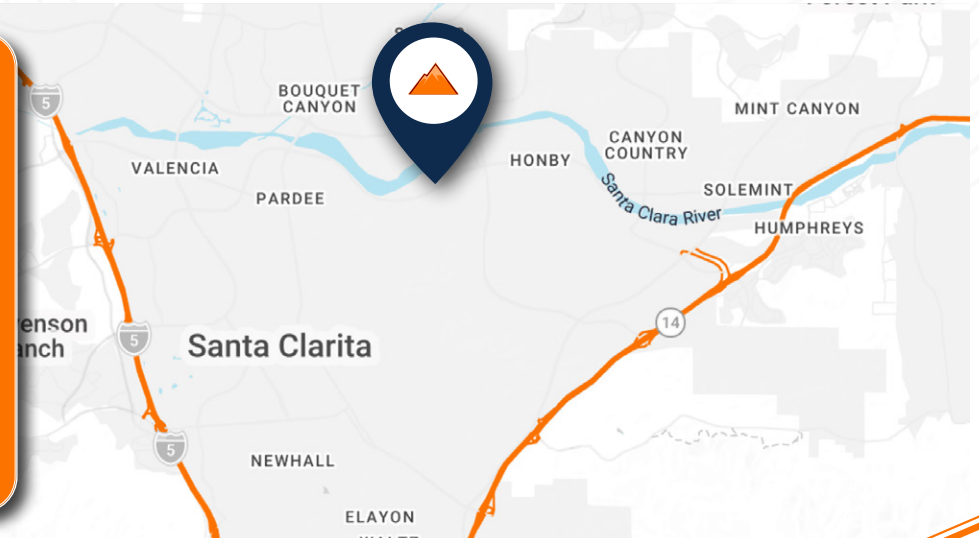 5
BOUQUET
CANYON
MINT CANYON
CANYON
COUNTRY
HONBY
VALENCIA
SOLEMINT
PARDEE
Santa Clara River
HUMPHREYS
14
5
Santa Clarita
5
NEWHALL
ELAYON